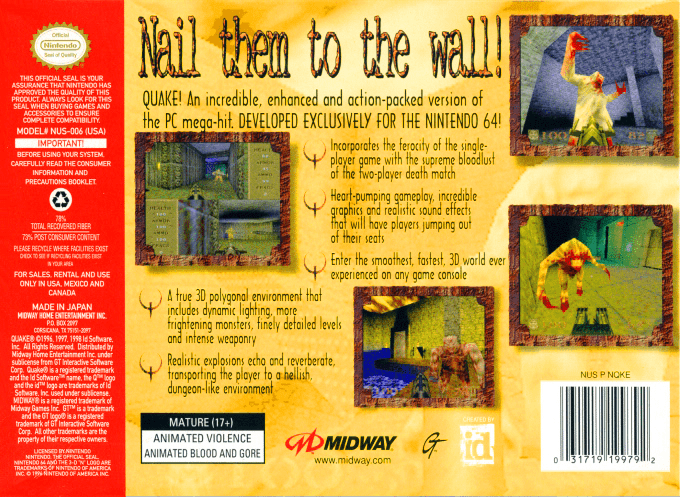 Official
Nintendo
Seal of Quality
THIS OFFICIAL SEAL IS YOUR
ASSURANCE THAT NINTENDO HAS
APPROVED THE QUALITY OF THIS
PRODUCT. ALWAYS LOOK FOR THIS
SEAL WHEN BUYING GAMES AND
ACCESSORIES TO ENSURE
COMPLETE COMPATIBILITY.
MODEL# NUS-006 (USA)
IMPORTANT!
BEFORE USING YOUR SYSTEM,
CAREFULLY READ THE CONSUMER
INFORMATION AND
PRECAUTIONS BOOKLET.
78%
TOTAL RECOVERED FIBER
73% POST CONSUMER CONTENT
PLEASE RECYCLE WHERE FACILITIES EXIST
CHECK TO SEE IF RECYCLING FACILITIES EXIST
IN YOUR AREA
FOR SALES, RENTAL AND USE
ONLY IN USA, MEXICO AND
CANADA
MADE IN JAPAN
MIDWAY HOME ENTERTAINMENT INC.
P.O. BOX 2097
CORSICANA, TX 75151-2097
QUAKE® ©1996, 1997, 1998 Id Software,
Inc. All Rights Reserved. Distributed by
Midway Home Entertainment Inc. under
sublicense from GT Interactive Software
Corp. Quake® is a registered trademark
and the Id Software™ name, the Q™ logo
and the id™ logo are trademarks of Id
Software, Inc. used under sublicense.
MIDWAY® is a registered trademark of
Midway Games Inc. GT™ is a trademark
and the GT logo® is a registered
trademark of GT Interactive Software
Corp. All other trademarks are the
property of their respective owners.
LICENSED BY NINTENDO
NINTENDO, THE OFFICIAL SEAL,
NINTENDO 64 AND THE 3-D "N" LOGO ARE
TRADEMARKS OF NINTENDO OF AMERICA
INC. © 1996 NINTENDO OF AMERICA INC.
Nail them to the wall!
QUAKE! An incredible, enhanced and action-packed version of
the PC mega-hit. DEVELOPED EXCLUSIVELY FOR THE NINTENDO 64!
Incorporates the ferocity of the single-
player game with the supreme bloodlust
of the two-player death match
Heart-pumping gameplay, incredible
graphics and realistic sound effects
that will have players jumping out
of their seats
Enter the smoothest, fastest, 3D world ever
experienced on any game console
A true 3D polygonal environment that
includes dynamic lighting, more
frightening monsters, finely detailed levels
and intense weaponry
Realistic explosions echo and reverberate,
transporting the player to a hellish,
dungeon-like environment
100
82
MATURE (17+)
ANIMATED VIOLENCE
ANIMATED BLOOD AND GORE
MIDWAY
www.midway.com
GT
CREATED BY
id
NUS P NQKE
0 31719 19979 2